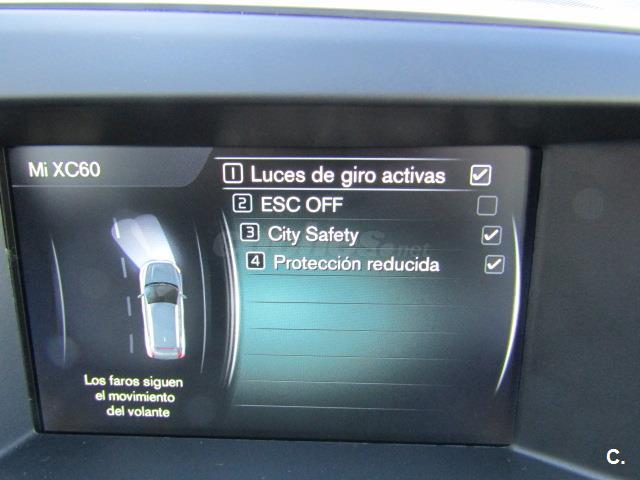 Mi XC60
1 Luces de giro activas
2 ESC OFF
3 City Safety
4 Protección reducida
Los faros siguen
el movimiento
del volante
C.